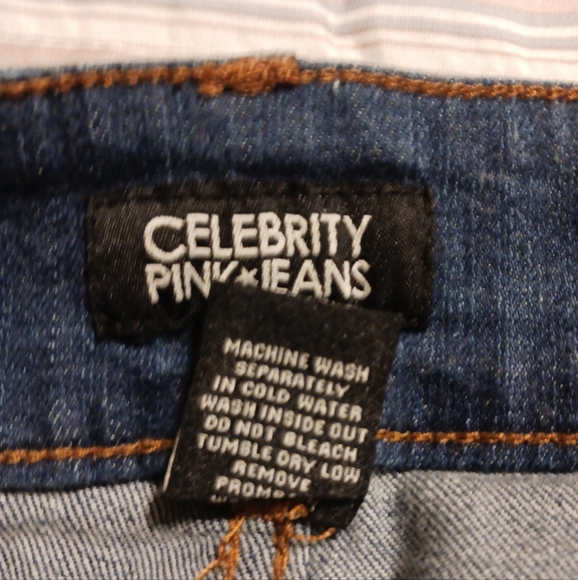 CELEBRITY
PINK★JEANS
MACHINE WASH
SEPARATELY
IN COLD WATER
WASH INSIDE OUT
DO NOT BLEACH
TUMBLE DRY LOW
REMOVE